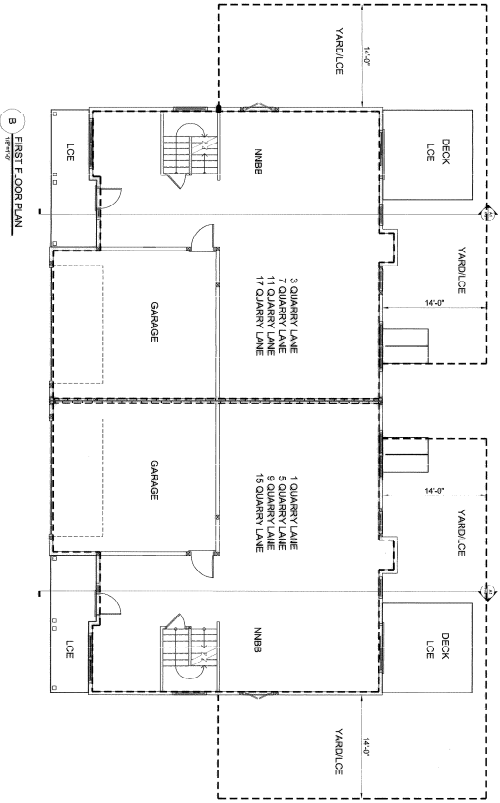 YARD/LCE
YARD/LCE
DECK
LCE
DECK
LCE
14'-0"
14'-0"
14'-0"
14'-0"
YARD/LCE
YARD/LCE
3 QUARRY LANE
7 QUARRY LANE
11 QUARRY LANE
17 QUARRY LANE
1 QUARRY LANE
5 QUARRY LANE
9 QUARRY LANE
15 QUARRY LANE
NNBB
NNBB
GARAGE
GARAGE
LCE
LCE
B
FIRST FLOOR PLAN